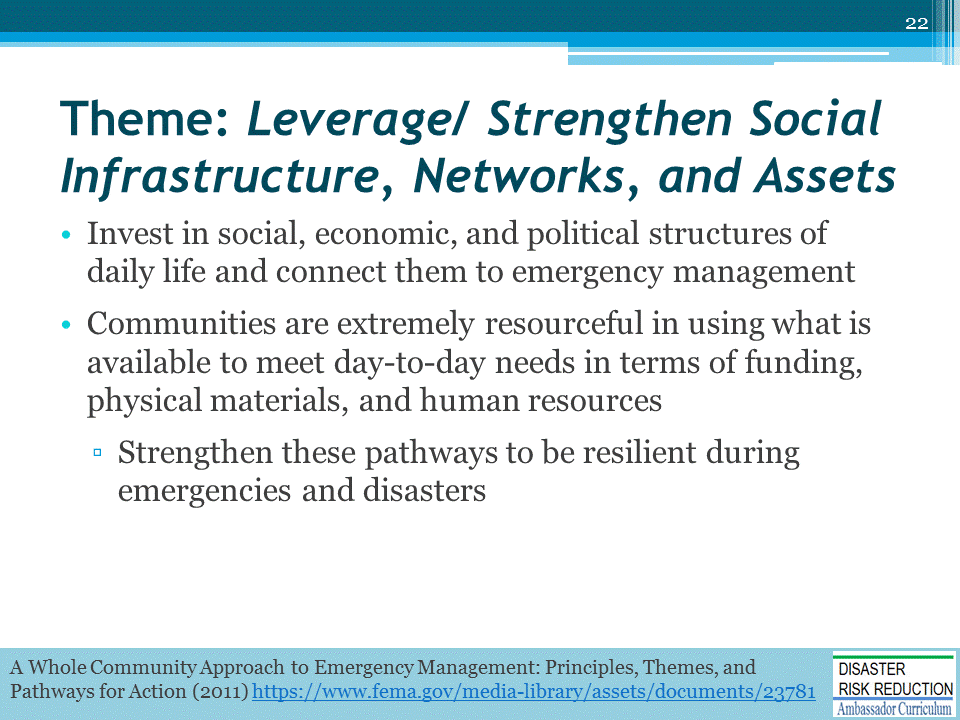 22
Theme: Leverage/ Strengthen Social
Infrastructure, Networks, and Assets
• Invest in social, economic, and political structures of
daily life and connect them to emergency management
• Communities are extremely resourceful in using what is
available to meet day-to-day needs in terms of funding,
physical materials, and human resources
▫ Strengthen these pathways to be resilient during
emergencies and disasters
A Whole Community Approach to Emergency Management: Principles, Themes, and
Pathways for Action (2011) https://www.fema.gov/media-library/assets/documents/23781
DISASTER
RISK REDUCTION
Ambassador Curriculum